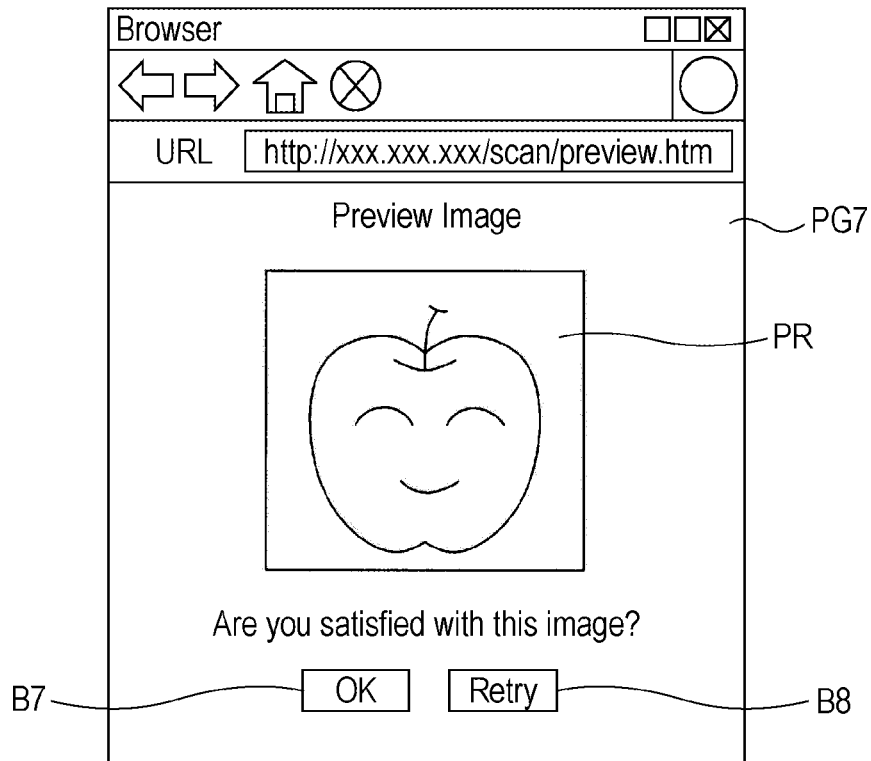 Browser
URL http://xxx.xxx.xxx/scan/preview.htm
Preview Image
PG7
PR
Are you satisfied with this image?
B7 OK Retry B8